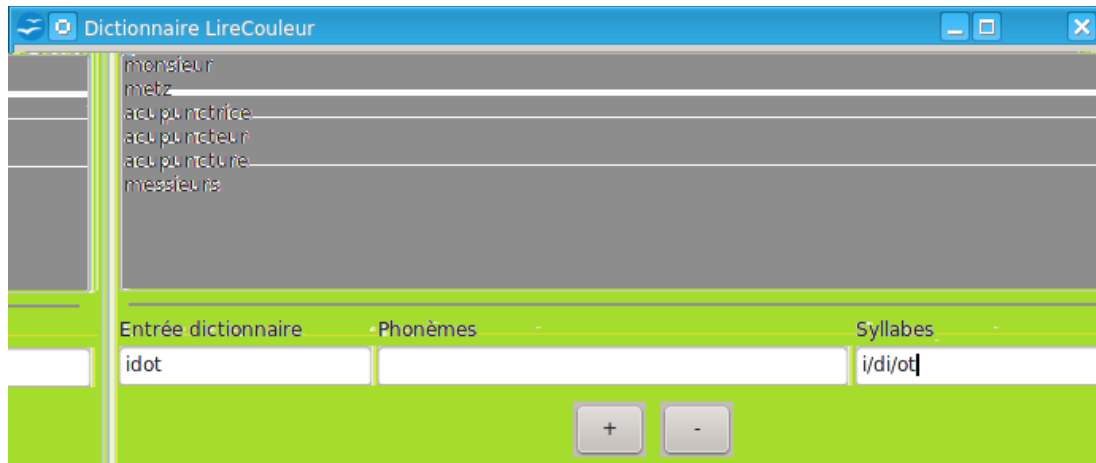 Dictionnaire LireCouleur
monsieur
metz
acupunctrice
acupuncteur
acupuncture
messieurs
Entrée dictionnaire Phonèmes Syllabes
idot i/di/ot
+ -